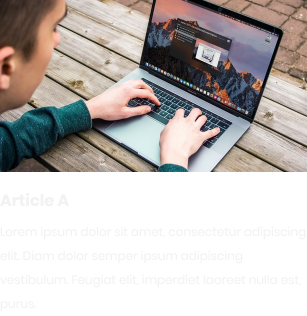 Article A
Lorem ipsum dolor sit amet, consectetur adipiscing
elit. Diam dolor semper ipsum adipiscing
vestibulum. Feugiat elit, imperdiet laoreet nulla est,
purus.